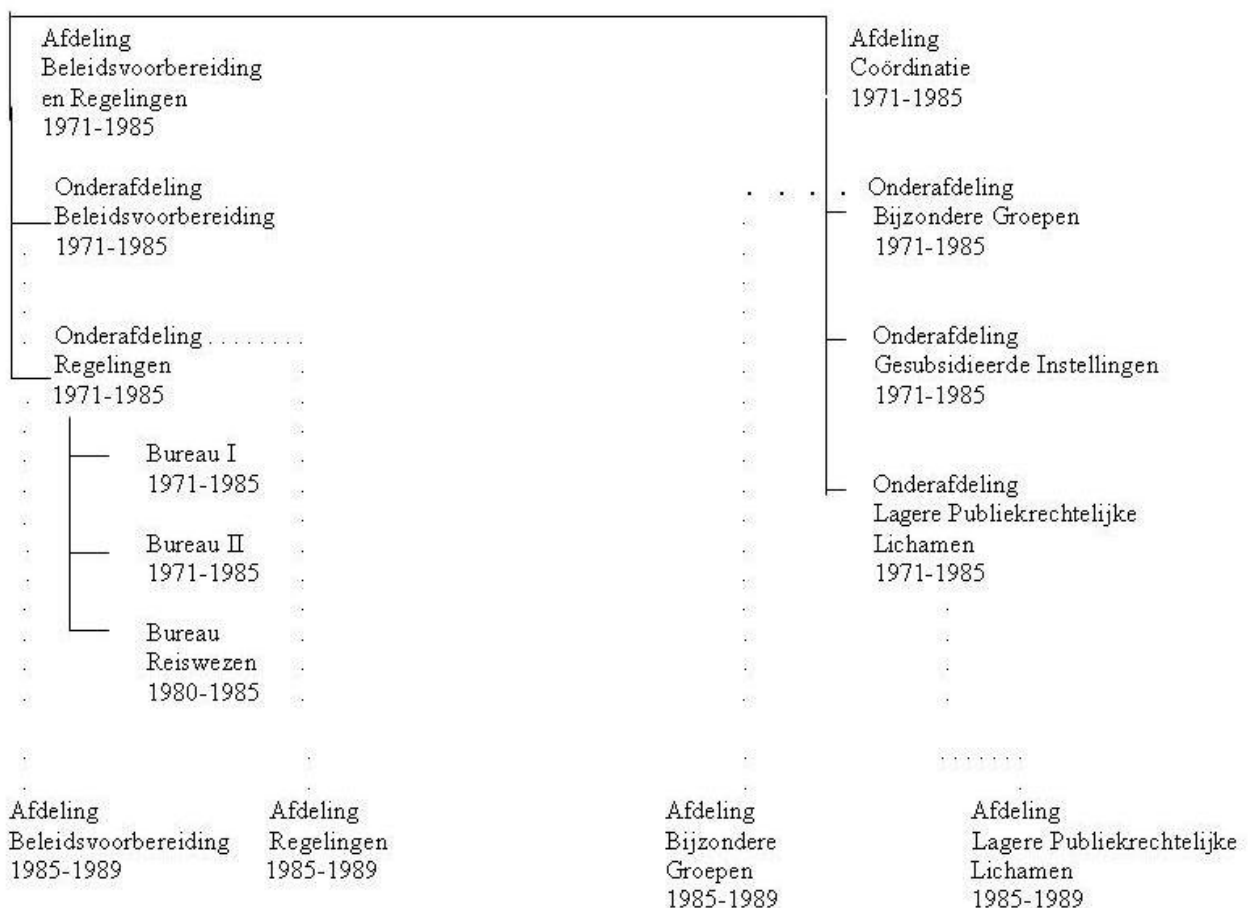 Afdeling
Beleidsvoorbereiding
en Regelingen
1971-1985
Afdeling
Coördinatie
1971-1985
Onderafdeling
Beleidsvoorbereiding
1971-1985
Onderafdeling
Bijzondere Groepen
1971-1985
Onderafdeling
Regelingen
1971-1985
Onderafdeling
Gesubsidieerde Instellingen
1971-1985
Bureau I
1971-1985
Bureau II
1971-1985
Bureau
Reiswezen
1980-1985
Onderafdeling
Lagere Publiekrechtelijke
Lichamen
1971-1985
Afdeling
Beleidsvoorbereiding
1985-1989
Afdeling
Regelingen
1985-1989
Afdeling
Bijzondere
Groepen
1985-1989
Afdeling
Lagere Publiekrechtelijke
Lichamen
1985-1989